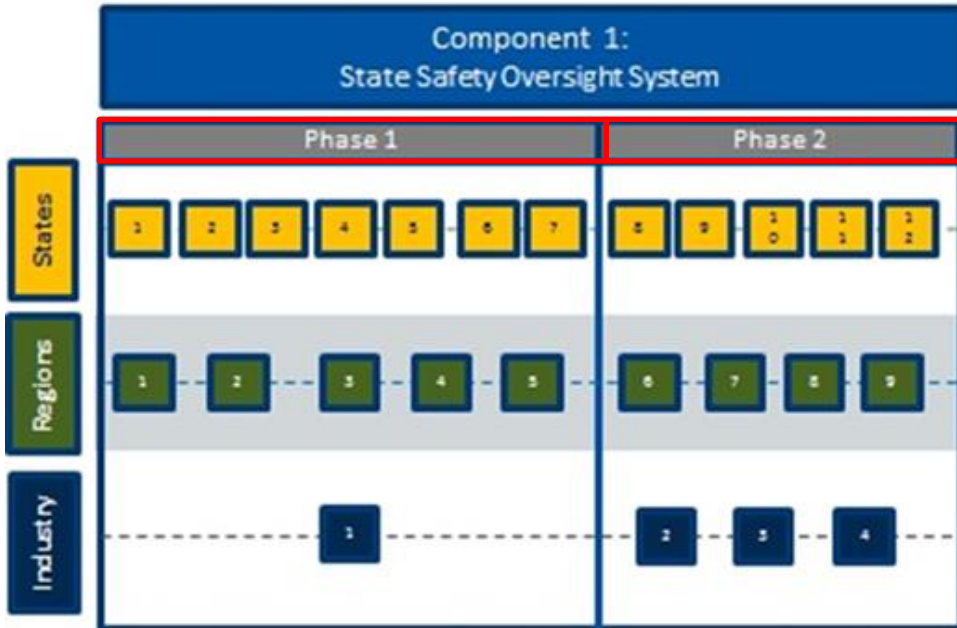 Component 1:
State Safety Oversight System
Phase 1 Phase 2
States
1 2 3 4 5 6 7 8 9 10 11 12
Regions
1 2 3 4 5 6 7 8 9
Industry
1 2 3 4